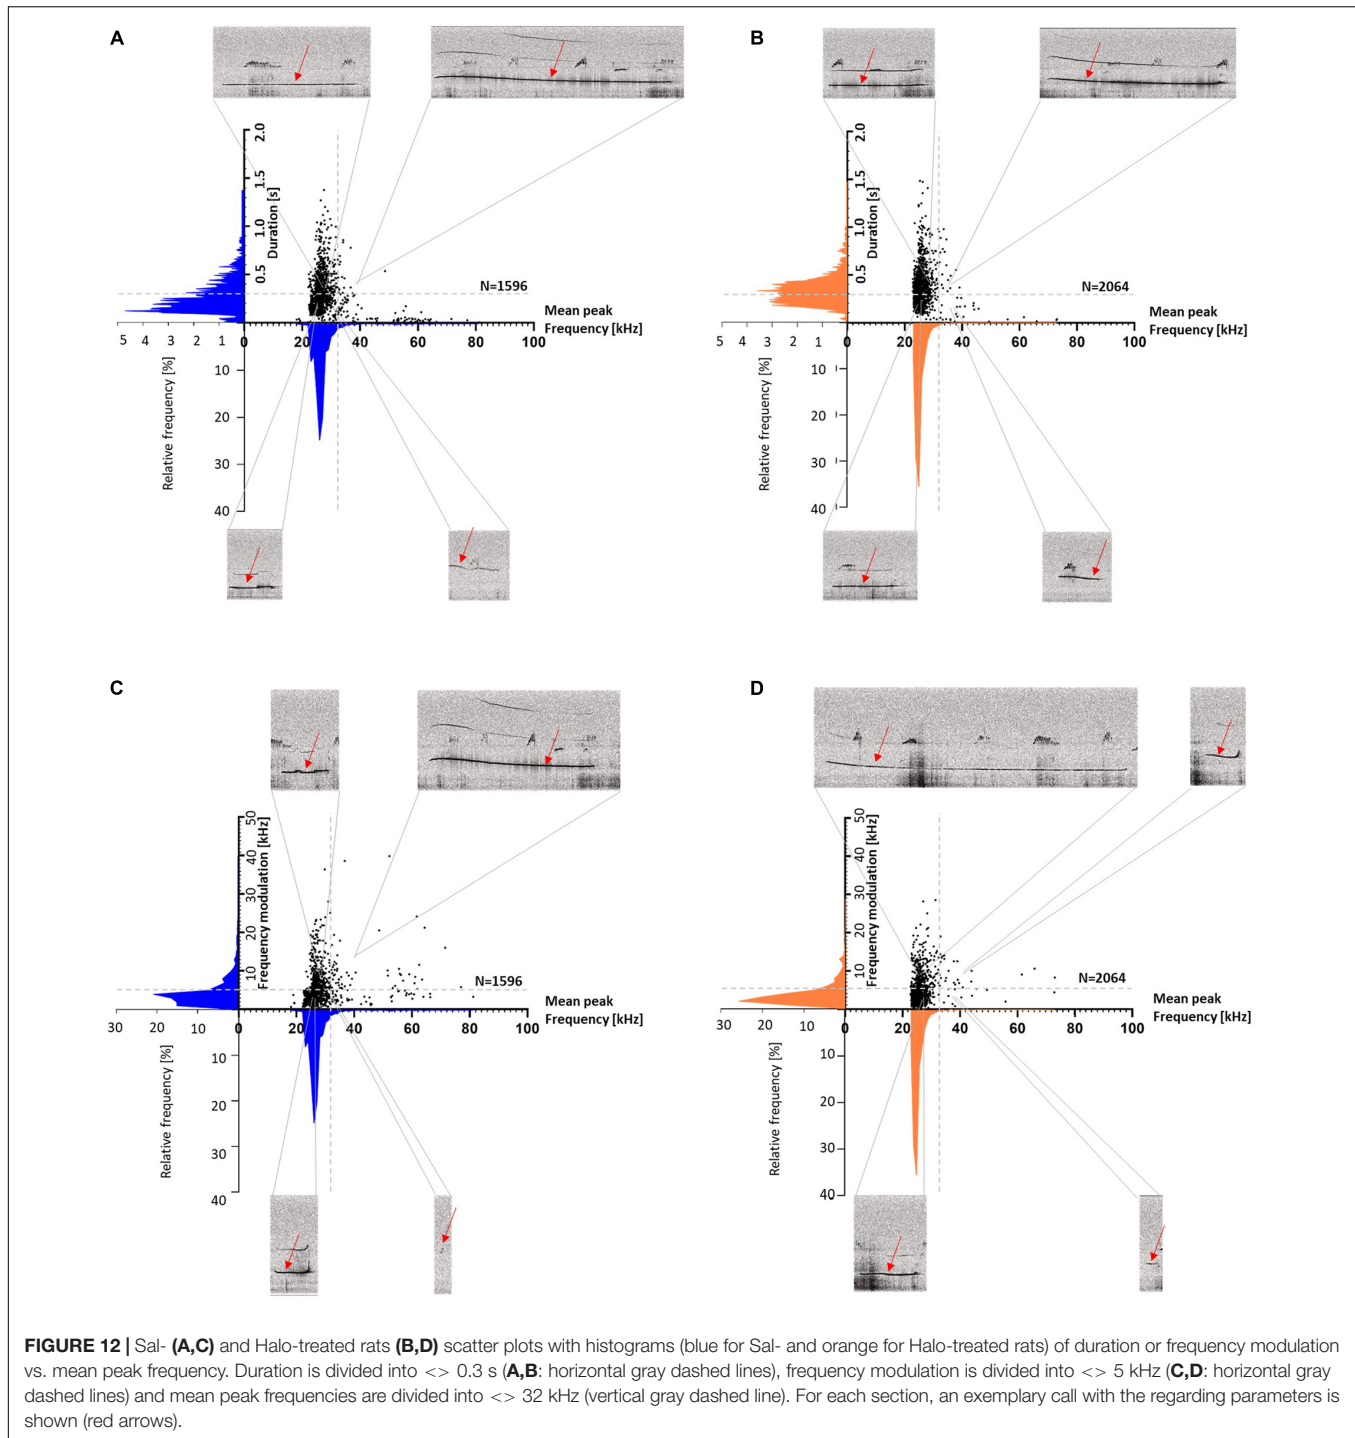 A
B
2.0
1.5
1.0
0.5
Duration [s]
N=1596
Mean peak
Frequency [kHz]
5 4 3 2 1 0 20 40 60 80 100
10
20
30
40
Relative frequency [%]
2.0
1.5
1.0
0.5
Duration [s]
N=2064
Mean peak
Frequency [kHz]
5 4 3 2 1 0 20 40 60 80 100
10
20
30
40
Relative frequency [%]
C
D
50
40
30
20
10
Frequency modulation [kHz]
N=1596
Mean peak
Frequency [kHz]
30 20 10 0 20 40 60 80 100
10
20
30
40
Relative frequency [%]
50
40
30
20
10
Frequency modulation [kHz]
N=2064
Mean peak
Frequency [kHz]
30 20 10 0 20 40 60 80 100
10
20
30
40
Relative frequency [%]
FIGURE 12 | Sal- (A,C) and Halo-treated rats (B,D) scatter plots with histograms (blue for Sal- and orange for Halo-treated rats) of duration or frequency modulation
vs. mean peak frequency. Duration is divided into <> 0.3 s (A,B: horizontal gray dashed lines), frequency modulation is divided into <> 5 kHz (C,D: horizontal gray
dashed lines) and mean peak frequencies are divided into <> 32 kHz (vertical gray dashed line). For each section, an exemplary call with the regarding parameters is
shown (red arrows).